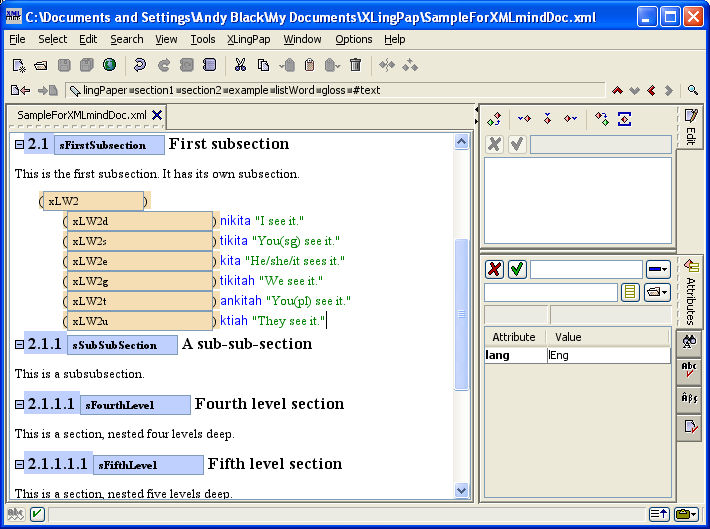 C:\Documents and Settings\Andy Black\My Documents\XLingPap\SampleForXMLmindDoc.xml
File Select Edit Search View Tools XLingPap Window Options Help
lingPaper section1 section2 example listWord gloss #text
SampleForXMLmindDoc.xml
2.1 sFirstSubsection First subsection
This is the first subsection. It has its own subsection.
( xLW2 )
( xLW2d ) nikita "I see it."
( xLW2s ) tikita "You(sg) see it."
( xLW2e ) kita "He/she/it sees it."
( xLW2g ) tikitah "We see it."
( xLW2t ) ankitah "You(pl) see it."
( xLW2u ) ktiah "They see it."
2.1.1 sSubSubSection A sub-sub-section
This is a subsubsection.
2.1.1.1 sFourthLevel Fourth level section
This is a section, nested four levels deep.
2.1.1.1.1 sFifthLevel Fifth level section
This is a section, nested five levels deep.
Edit
Attributes
Attribute Value
lang lEng
Abc
Äβς
abc